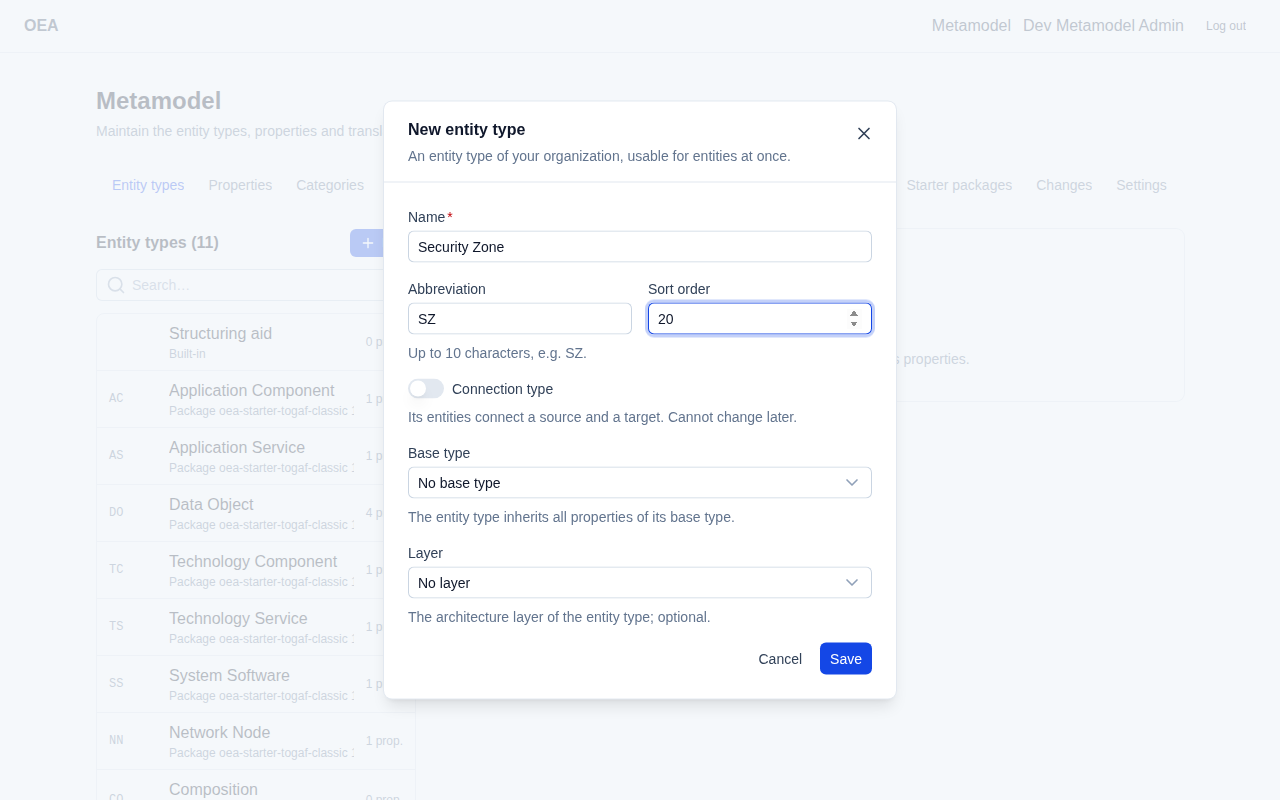 OEA
Metamodel Dev Metamodel Admin Log out
Metamodel
Maintain the entity types, properties and transl
Entity types Properties Categories Starter packages Changes Settings
Entity types (11)
Search…
Structuring aid
Built-in
0 p
AC Application Component
Package oea-starter-togaf-classic
1 p
AS Application Service
Package oea-starter-togaf-classic
1 p
DO Data Object
Package oea-starter-togaf-classic
4 p
TC Technology Component
Package oea-starter-togaf-classic
1 p
TS Technology Service
Package oea-starter-togaf-classic
1 p
SS System Software
Package oea-starter-togaf-classic
1 p
NN Network Node
Package oea-starter-togaf-classic
1 prop.
CO Composition
0 prop.
s properties.
New entity type
An entity type of your organization, usable for entities at once.
Name*
Security Zone
Abbreviation Sort order
SZ 20
Up to 10 characters, e.g. SZ.
Connection type
Its entities connect a source and a target. Cannot change later.
Base type
No base type
The entity type inherits all properties of its base type.
Layer
No layer
The architecture layer of the entity type; optional.
Cancel Save